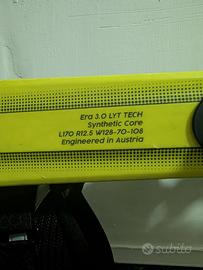 Era 3.0 LYT TECH
Synthetic Core
L170 R12.5 W128-70-108
Engineered in Austria
subito